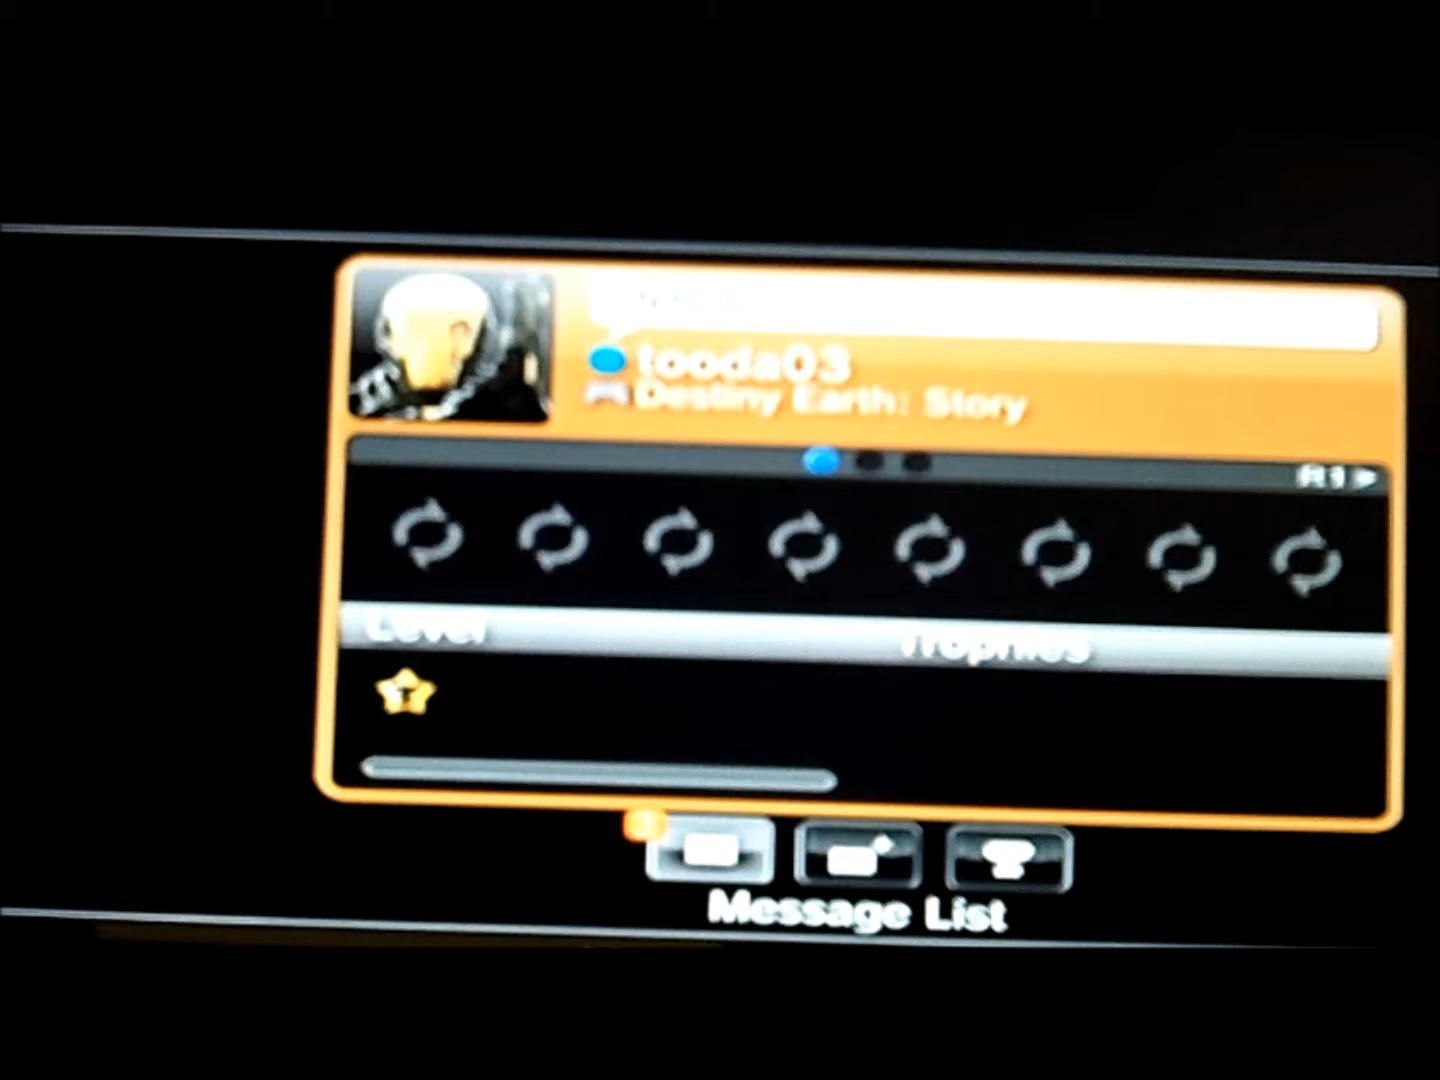 tooda03
Destiny Earth: Story
R1
Level
Trophies
Message List